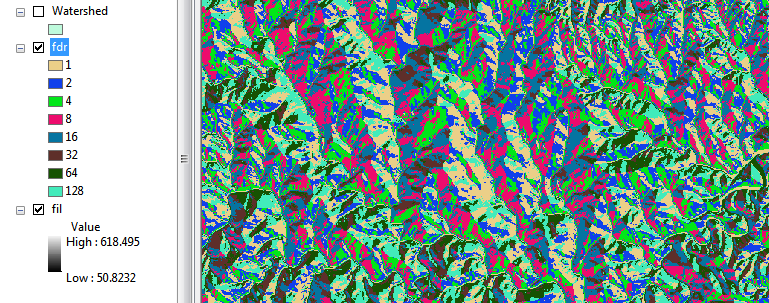 Watershed
fdr
1
2
4
8
16
32
64
128
fil
Value
High : 618.495
Low : 50.8232